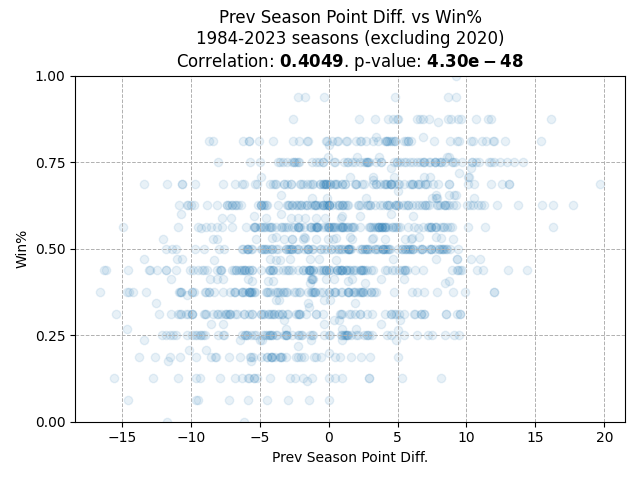 Prev Season Point Diff. vs Win%
1984-2023 seasons (excluding 2020)
Correlation: 0.4049. p-value: 4.30e − 48
1.00
0.75
0.50
0.25
0.00
Win%
−15
−10
−5
0
5
10
15
20
Prev Season Point Diff.